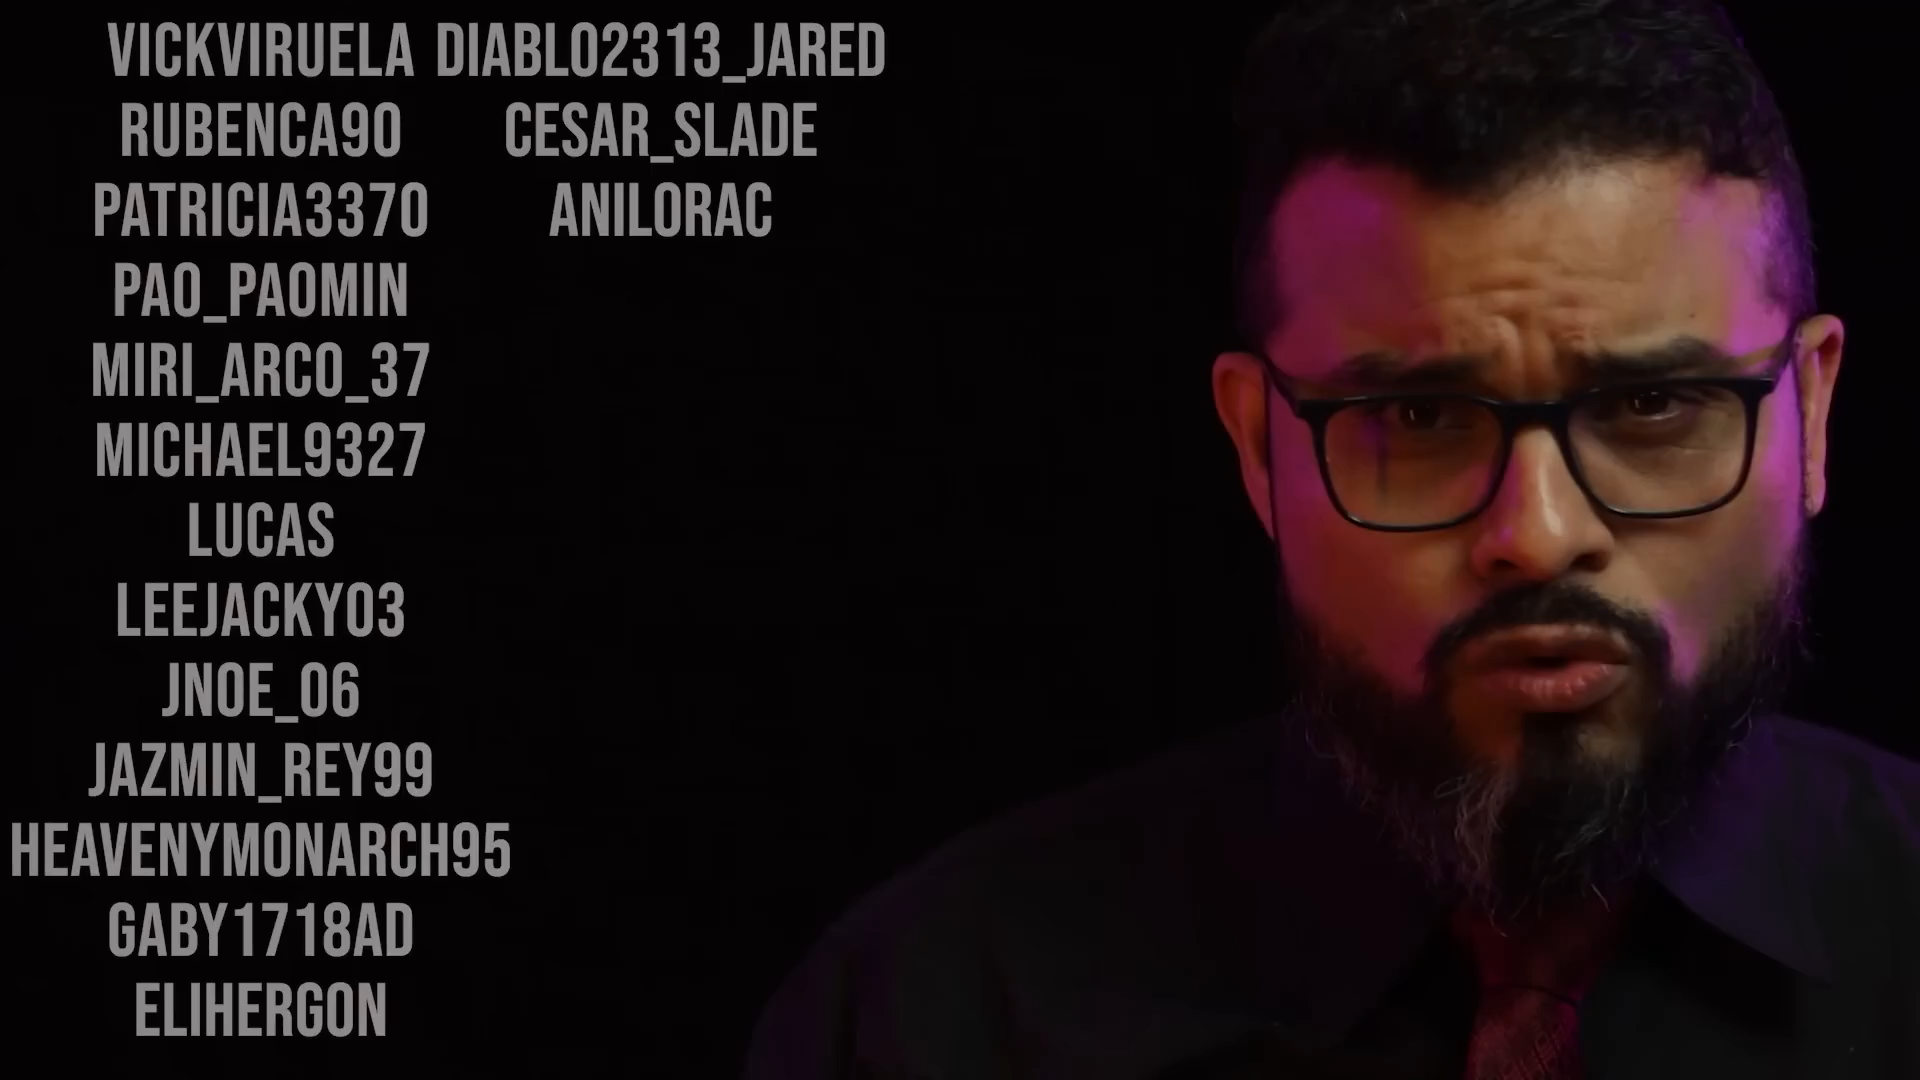 VICKVIRUELA DIABLO2313_JARED
RUBENCA90 CESAR_SLADE
PATRICIA3370 ANILORAC
PAO_PAOMIN
MIRI_ARCO_37
MICHAEL9327
LUCAS
LEEJACKY03
JNOE_06
JAZMIN_REY99
HEAVENYMONARCH95
GABY1718AD
ELIHERGON